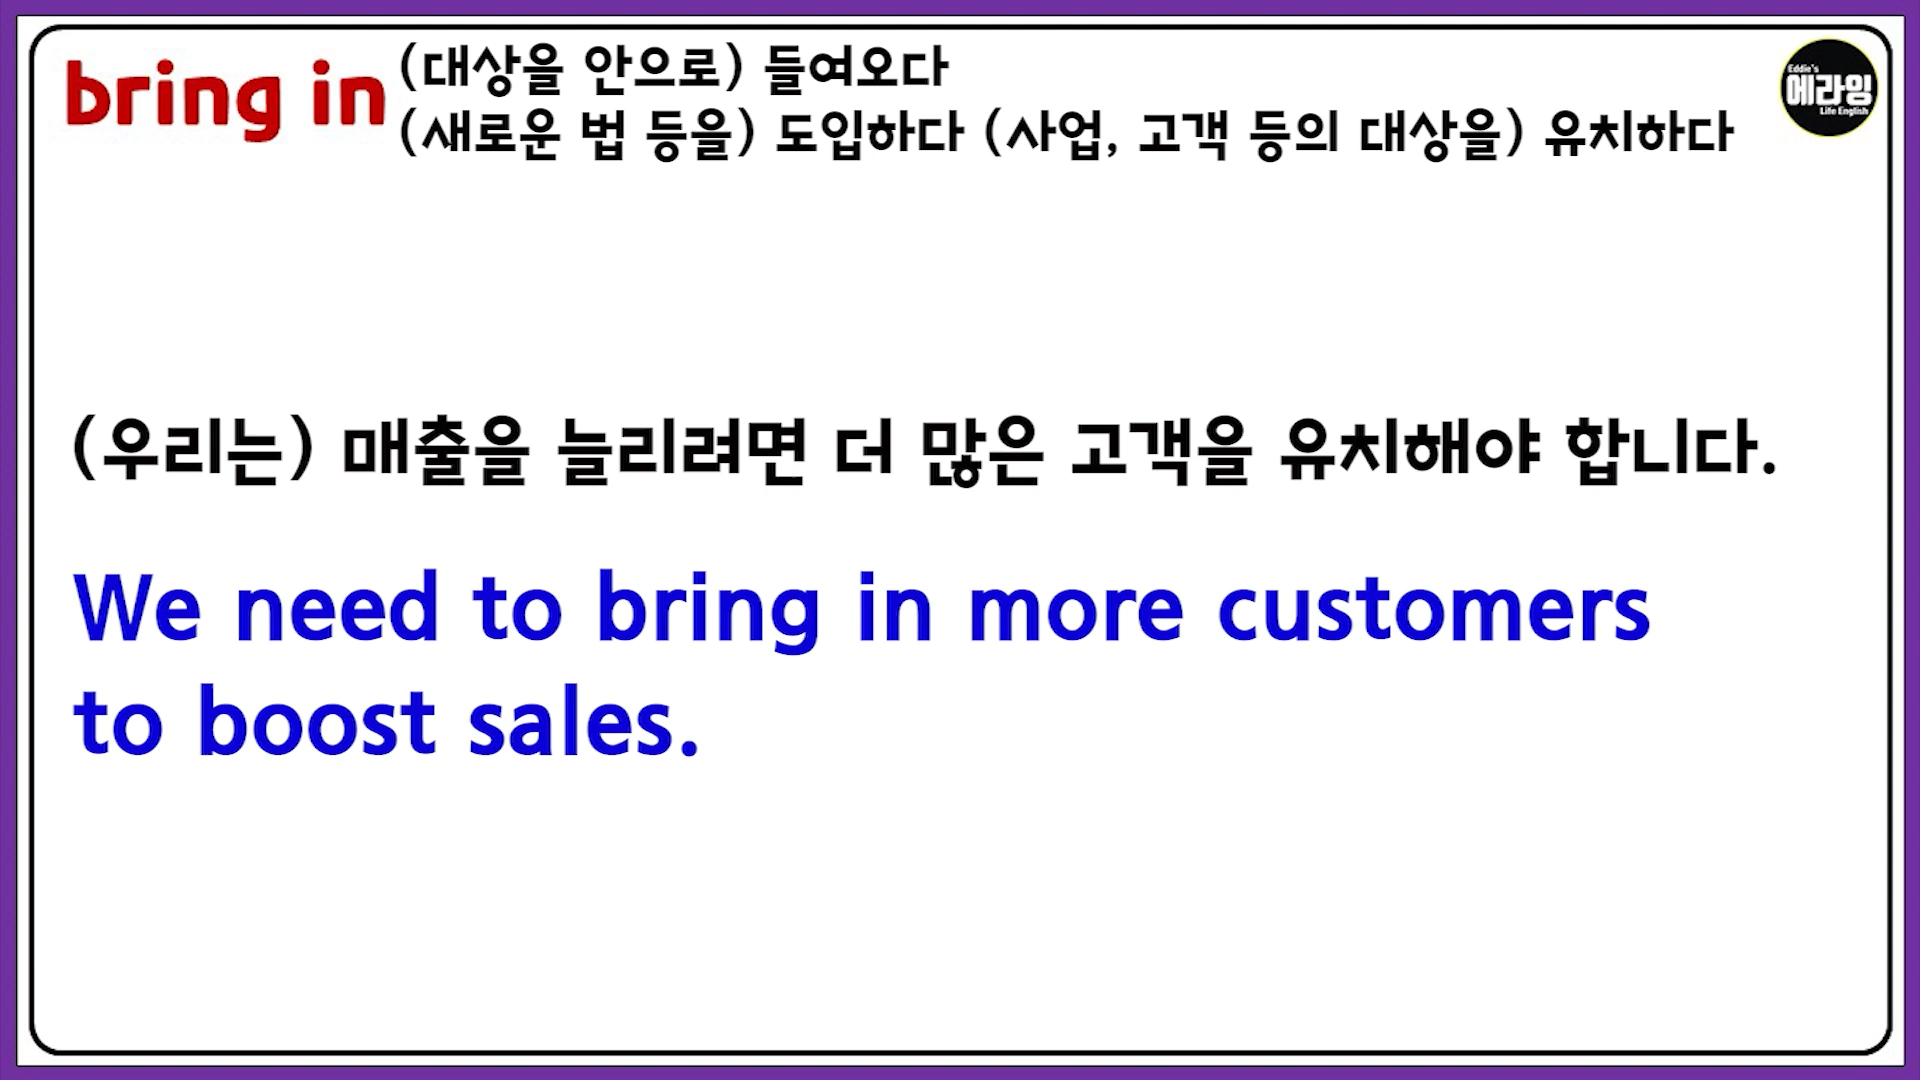 bring in
(대상을 안으로) 들여오다
(새로운 법 등을) 도입하다 (사업, 고객 등의 대상을) 유치하다
Eddie's
에라잉
Life English
(우리는) 매출을 늘리려면 더 많은 고객을 유치해야 합니다.
We need to bring in more customers
to boost sales.